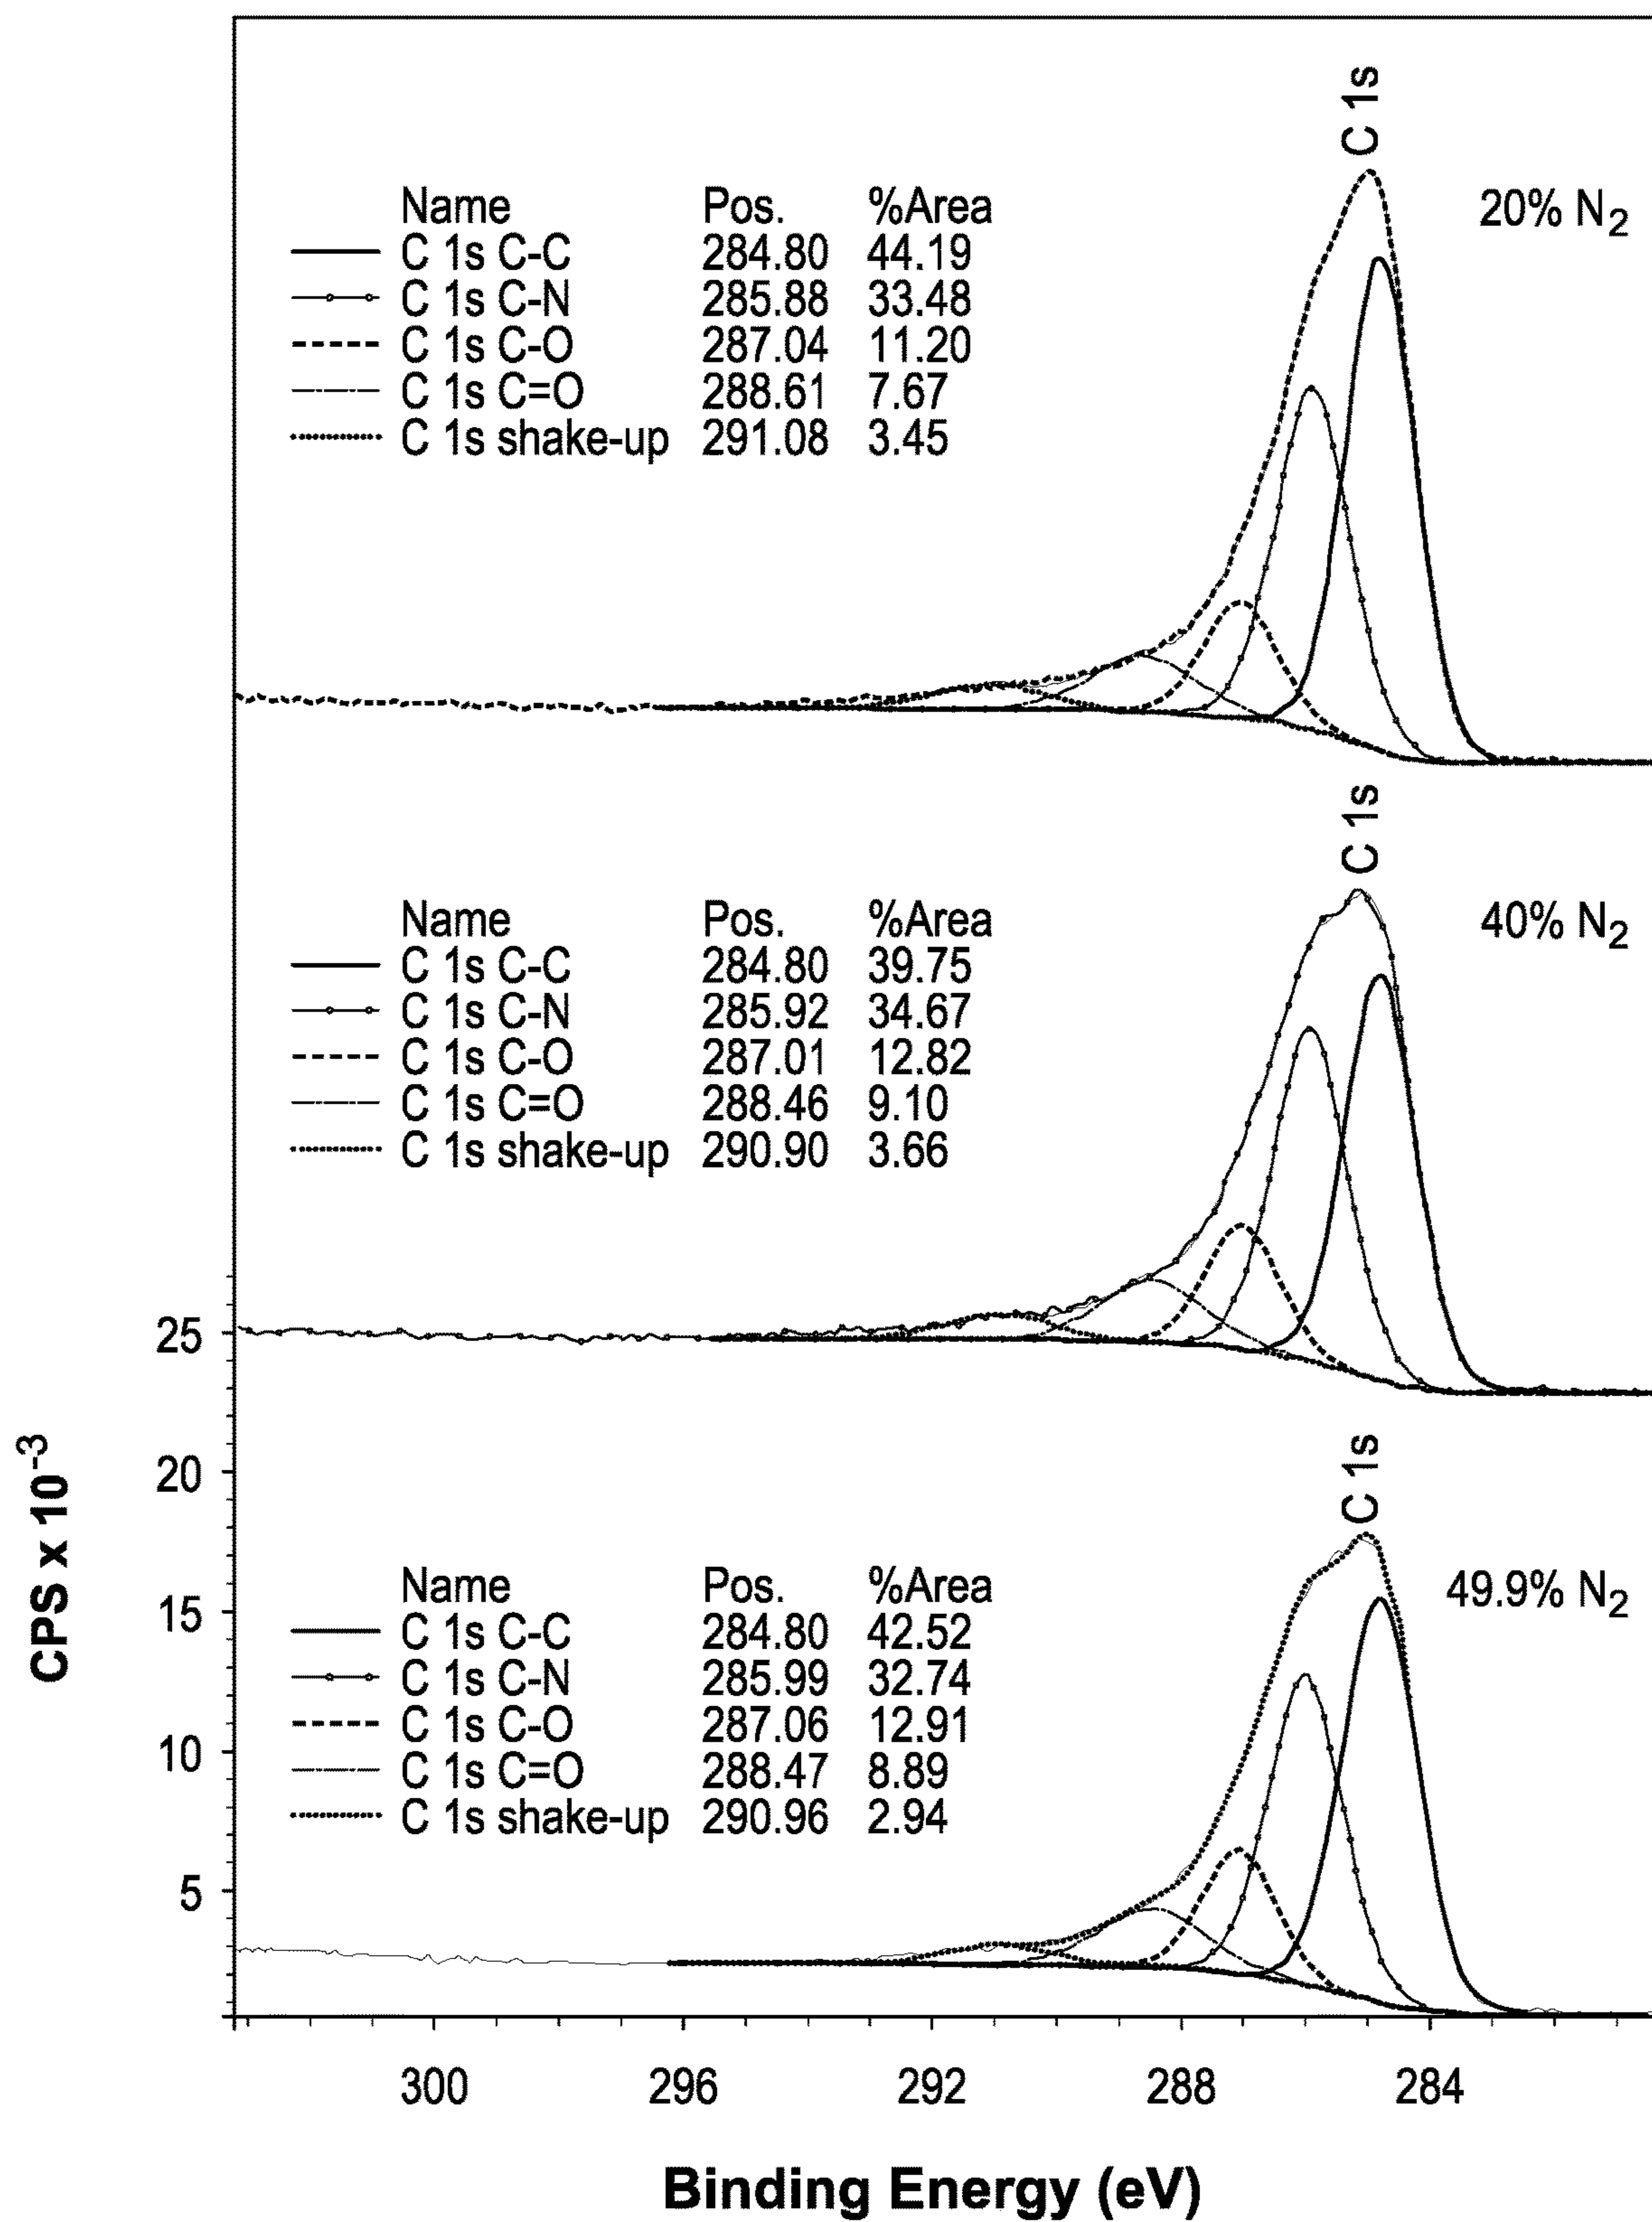 C 1s
20% N2
Name Pos. %Area
C 1s C-C 284.80 44.19
C 1s C-N 285.88 33.48
C 1s C-O 287.04 11.20
C 1s C=O 288.61 7.67
C 1s shake-up 291.08 3.45
C 1s
40% N2
Name Pos. %Area
C 1s C-C 284.80 39.75
C 1s C-N 285.92 34.67
C 1s C-O 287.01 12.82
C 1s C=O 288.46 9.10
C 1s shake-up 290.90 3.66
C 1s
49.9% N2
Name Pos. %Area
C 1s C-C 284.80 42.52
C 1s C-N 285.99 32.74
C 1s C-O 287.06 12.91
C 1s C=O 288.47 8.89
C 1s shake-up 290.96 2.94
CPS x 10-3
25
20
15
10
5
300 296 292 288 284
Binding Energy (eV)